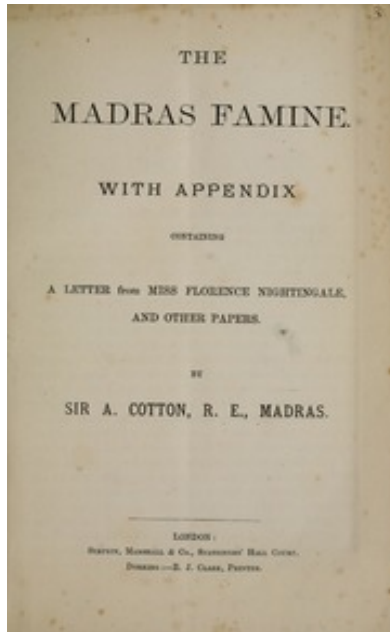 THE
MADRAS FAMINE.
WITH APPENDIX
CONTAINING
A LETTER from MISS FLORENCE NIGHTINGALE,
AND OTHER PAPERS.
BY
SIR A. COTTON, R. E., MADRAS.
LONDON:
SIMPKIN, MARSHALL & Co., STATIONERS' HALL COURT.
DORKING:—R. J. CLARK, PRINTER.